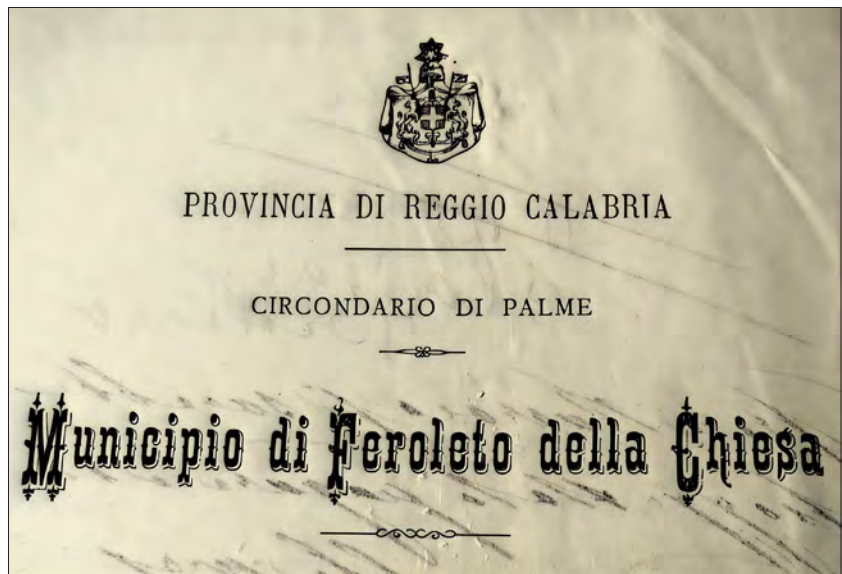 PROVINCIA DI REGGIO CALABRIA
CIRCONDARIO DI PALME
Municipio di Feroleto della Chiesa